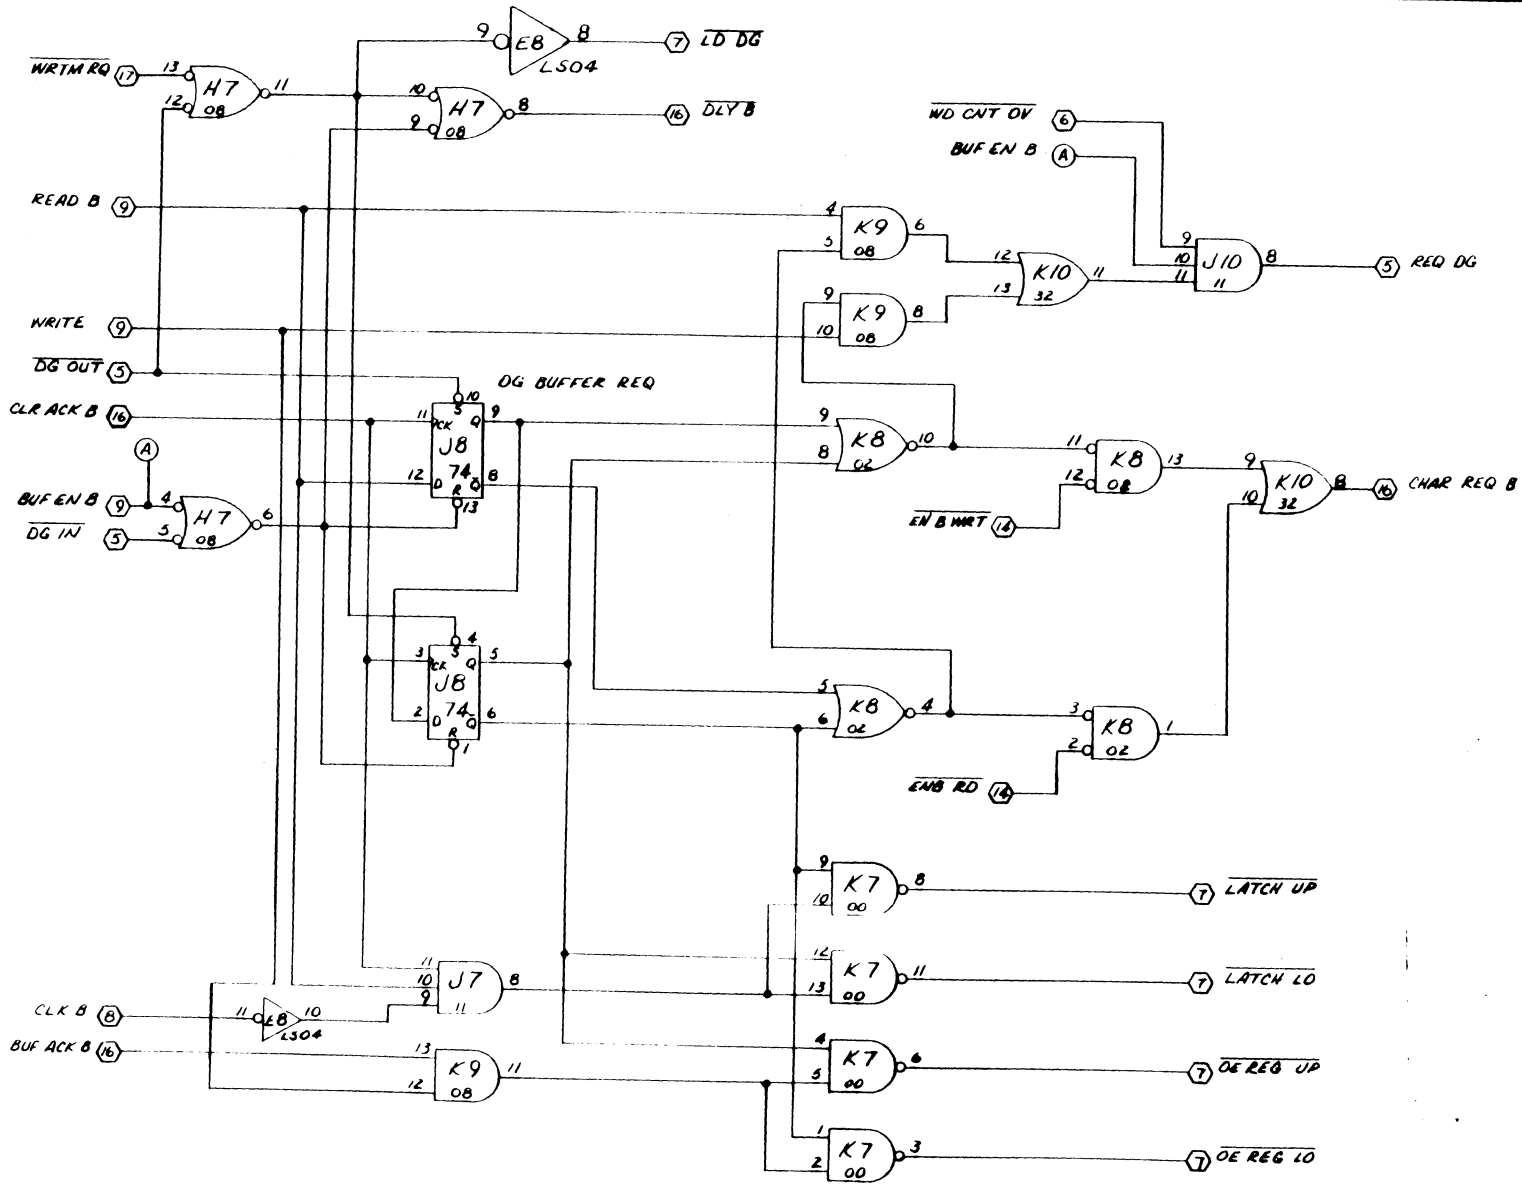 9 E8 8 7 LD DG
LS04
WRTM RQ 17 13 H7 11
12 08
10 H7 8 16 DLY B
9 08
WD CNT OV 6
BUF EN B A
READ B 9
4 K9 6
5 08
12 K10 11
13 32
9 J10 8 5 REQ DG
10
11 11
WRITE 9
9 K9 8
10 08
DG OUT 5
DG BUFFER REQ
CLR ACK B 16
10
S
11 CK Q 9
J8
12 D 74 Q 8
R
13
9 K8 10
8 02
11 K8 13
12 08
EN B WRT 14
9 K10 8 16 CHAR REQ B
10 32
A
BUF EN B 9 4 H7 6
DG IN 5 5 08
4
S
3 CK Q 5
J8
2 D 74 Q 6
R
1
5 K8 4
6 02
3 K8 1
2 02
ENB RD 14
9 K7 8 7 LATCH UP
10 00
12 K7 11 7 LATCH LO
13 00
11 J7 8
10
9 11
CLK B 8 11 E8 10
LS04
BUF ACK B 16 13 K9 11
12 08
4 K7 6 7 OE REG UP
5 00
1 K7 3 7 OE REG LO
2 00